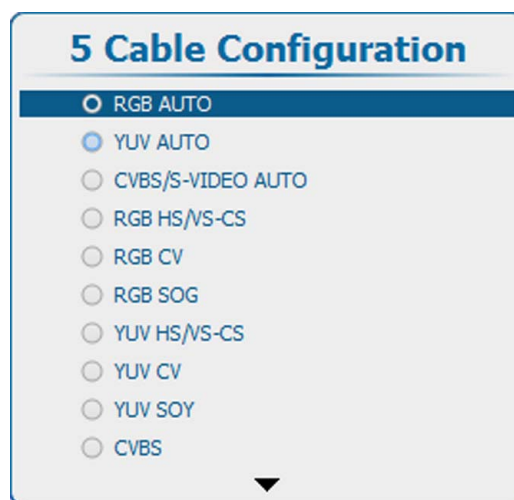 5 Cable Configuration
RGB AUTO
YUV AUTO
CVBS/S-VIDEO AUTO
RGB HS/VS-CS
RGB CV
RGB SOG
YUV HS/VS-CS
YUV CV
YUV SOY
CVBS